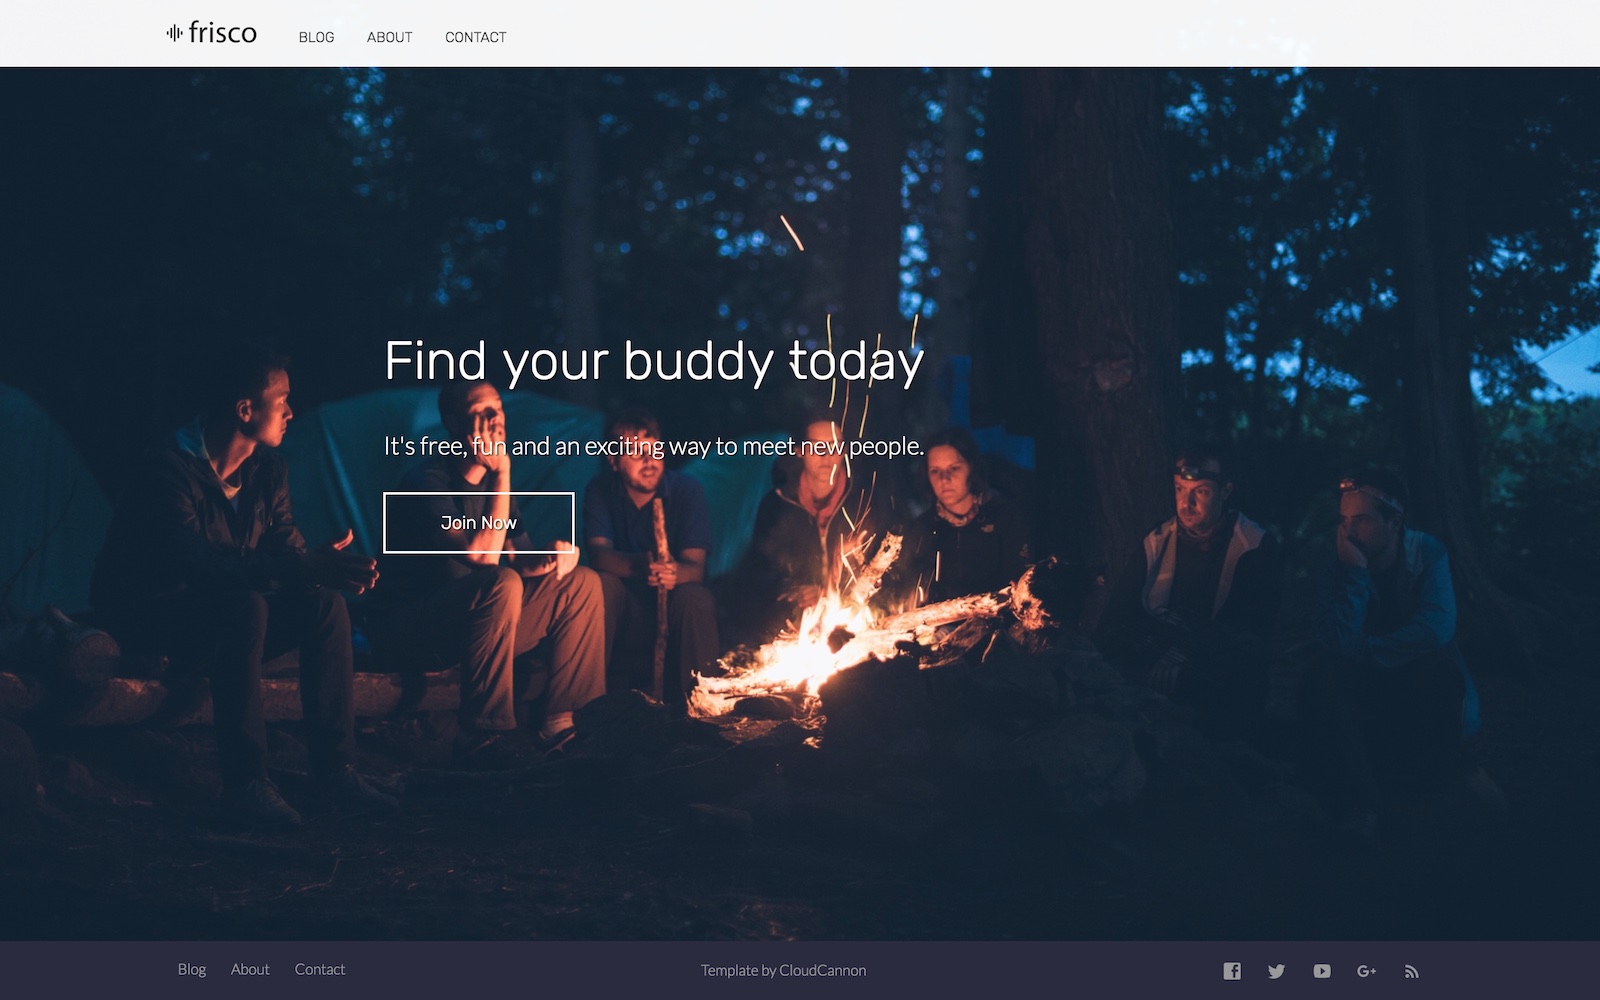 frisco
BLOG
ABOUT
CONTACT
Find your buddy today
It's free, fun and an exciting way to meet new people.
Join Now
Blog
About
Contact
Template by CloudCannon
G+